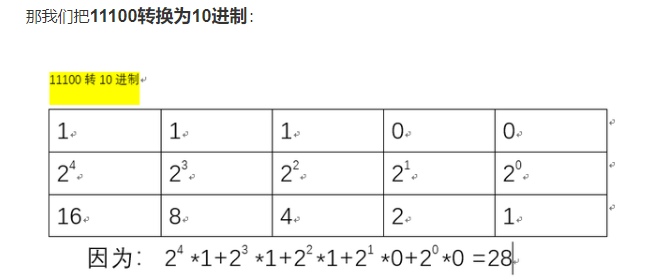 那我们把11100转换为10进制：
11100 转 10 进制
1 1 1 0 0
2⁴ 2³ 2² 2¹ 2⁰
16 8 4 2 1
因为： 2⁴ *1+2³ *1+2² *1+2¹ *0+2⁰ *0 =28